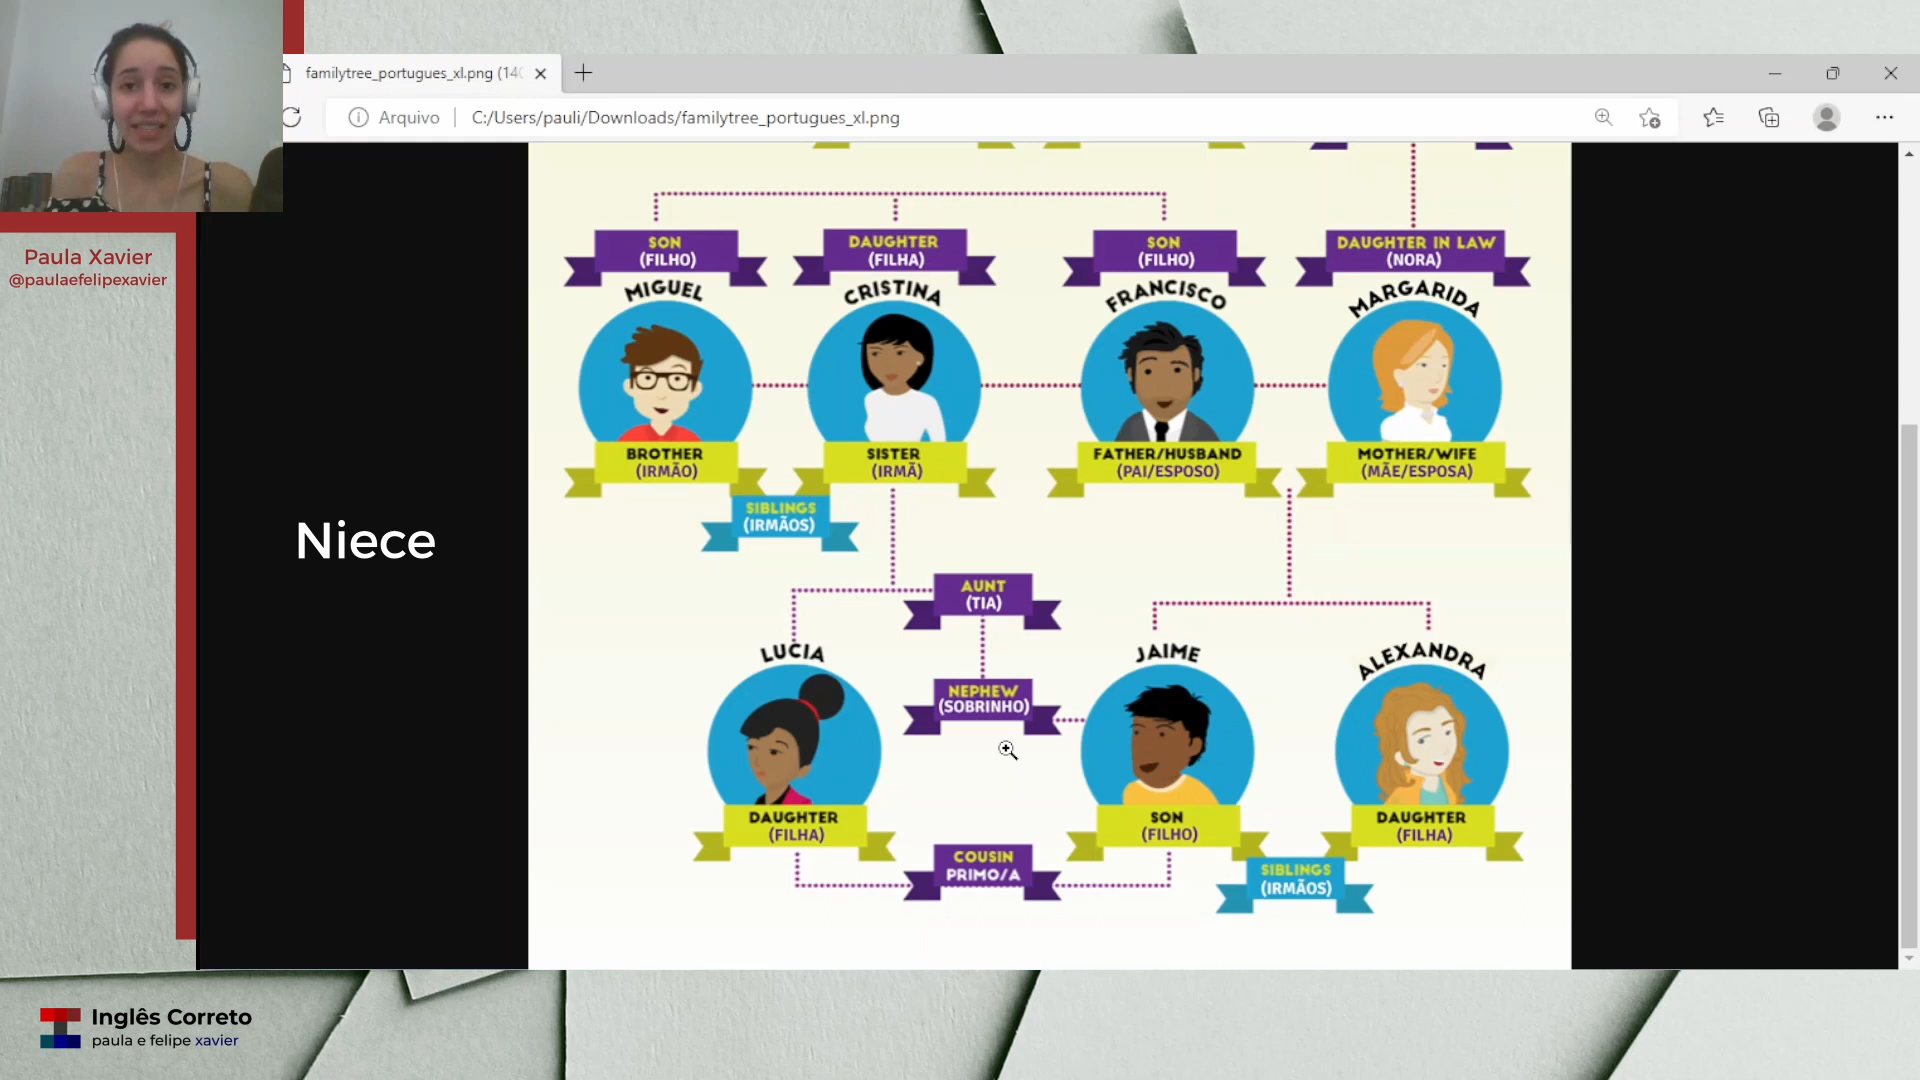 familytree_portugues_xl.png (140
Arquivo
C:/Users/pauli/Downloads/familytree_portugues_xl.png
Paula Xavier
@paulaefelipexavier
Niece
SON
(FILHO)
MIGUEL
BROTHER
(IRMÃO)
DAUGHTER
(FILHA)
CRISTINA
SISTER
(IRMÃ)
SIBLINGS
(IRMÃOS)
SON
(FILHO)
FRANCISCO
FATHER/HUSBAND
(PAI/ESPOSO)
DAUGHTER IN LAW
(NORA)
MARGARIDA
MOTHER/WIFE
(MÃE/ESPOSA)
AUNT
(TIA)
NEPHEW
(SOBRINHO)
LUCIA
DAUGHTER
(FILHA)
COUSIN
PRIMO/A
JAIME
SON
(FILHO)
ALEXANDRA
DAUGHTER
(FILHA)
SIBLINGS
(IRMÃOS)
Inglês Correto
paula e felipe xavier